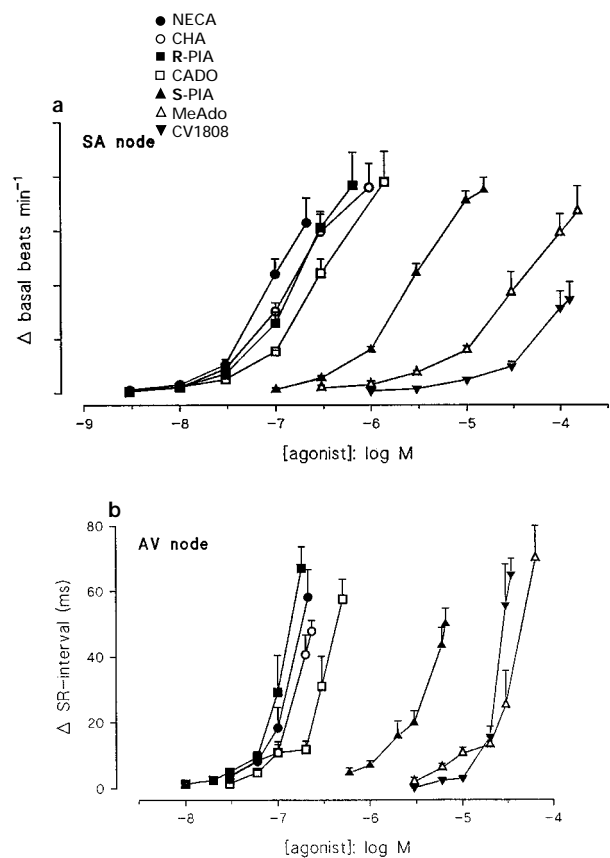 NECA
CHA
R-PIA
CADO
S-PIA
MeAdo
CV1808
a
SA node
Δ basal beats min⁻¹
-9 -8 -7 -6 -5 -4
[agonist]: log M
b
AV node
80
60
40
20
0
Δ SR-interval (ms)
-8 -7 -6 -5 -4
[agonist]: log M